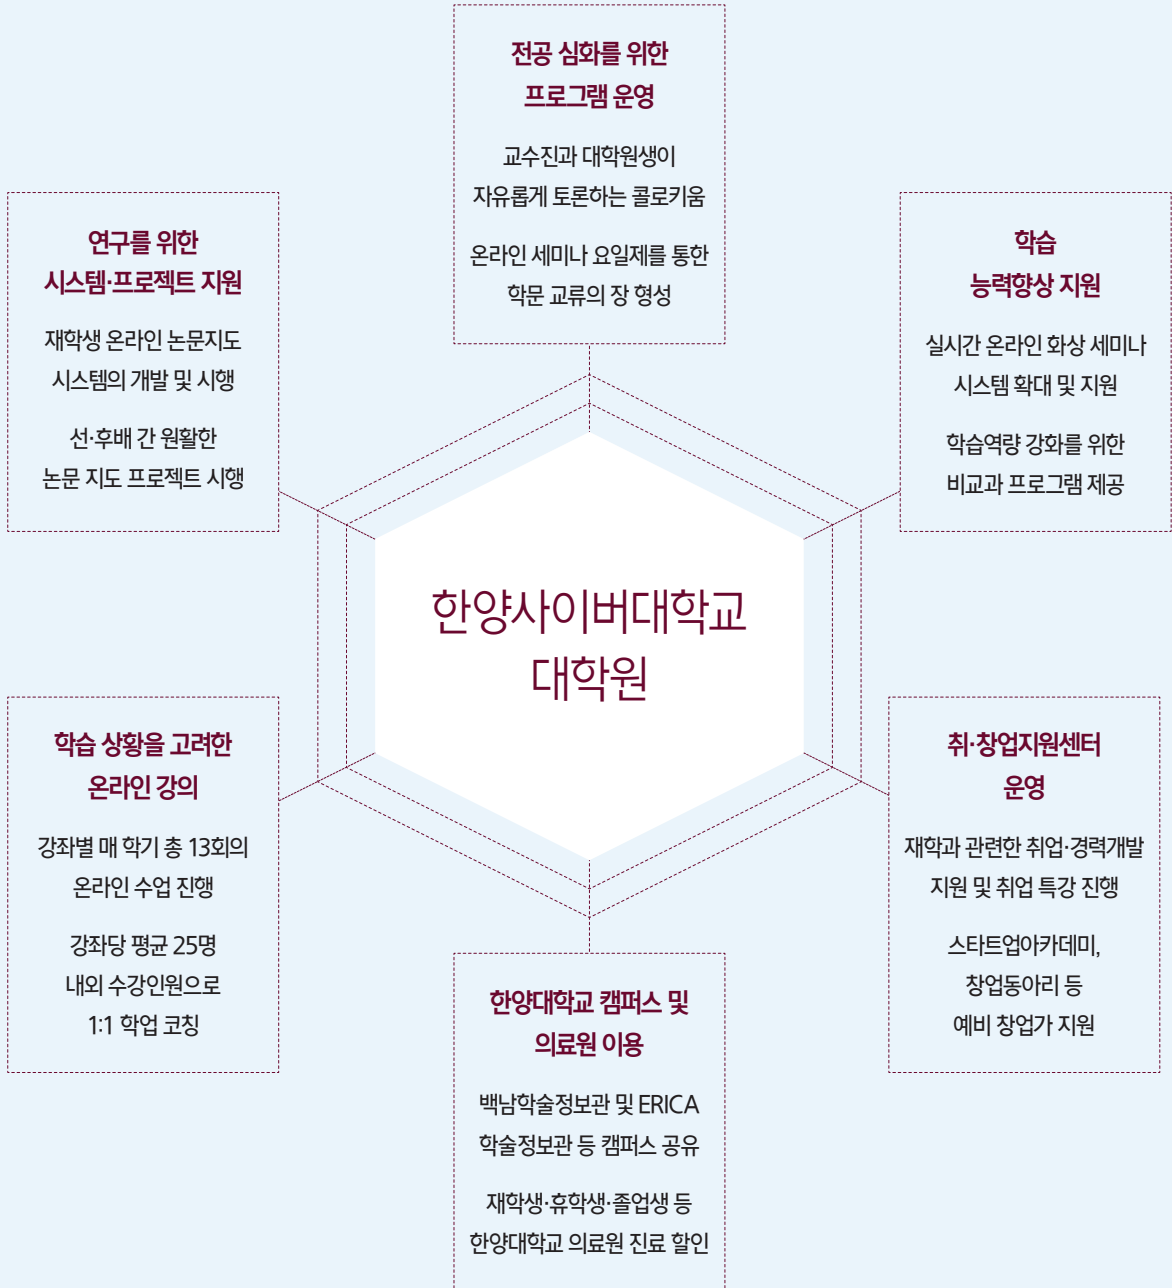 전공 심화를 위한
프로그램 운영
교수진과 대학원생이
자유롭게 토론하는 콜로키움
온라인 세미나 요일제를 통한
학문 교류의 장 형성
연구를 위한
시스템·프로젝트 지원
재학생 온라인 논문지도
시스템의 개발 및 시행
선·후배 간 원활한
논문 지도 프로젝트 시행
학습
능력향상 지원
실시간 온라인 화상 세미나
시스템 확대 및 지원
학습역량 강화를 위한
비교과 프로그램 제공
한양사이버대학교
대학원
학습 상황을 고려한
온라인 강의
강좌별 매 학기 총 13회의
온라인 수업 진행
강좌당 평균 25명
내외 수강인원으로
1:1 학업 코칭
취·창업지원센터
운영
재학과 관련한 취업·경력개발
지원 및 취업 특강 진행
스타트업아카데미,
창업동아리 등
예비 창업가 지원
한양대학교 캠퍼스 및
의료원 이용
백남학술정보관 및 ERICA
학술정보관 등 캠퍼스 공유
재학생·휴학생·졸업생 등
한양대학교 의료원 진료 할인